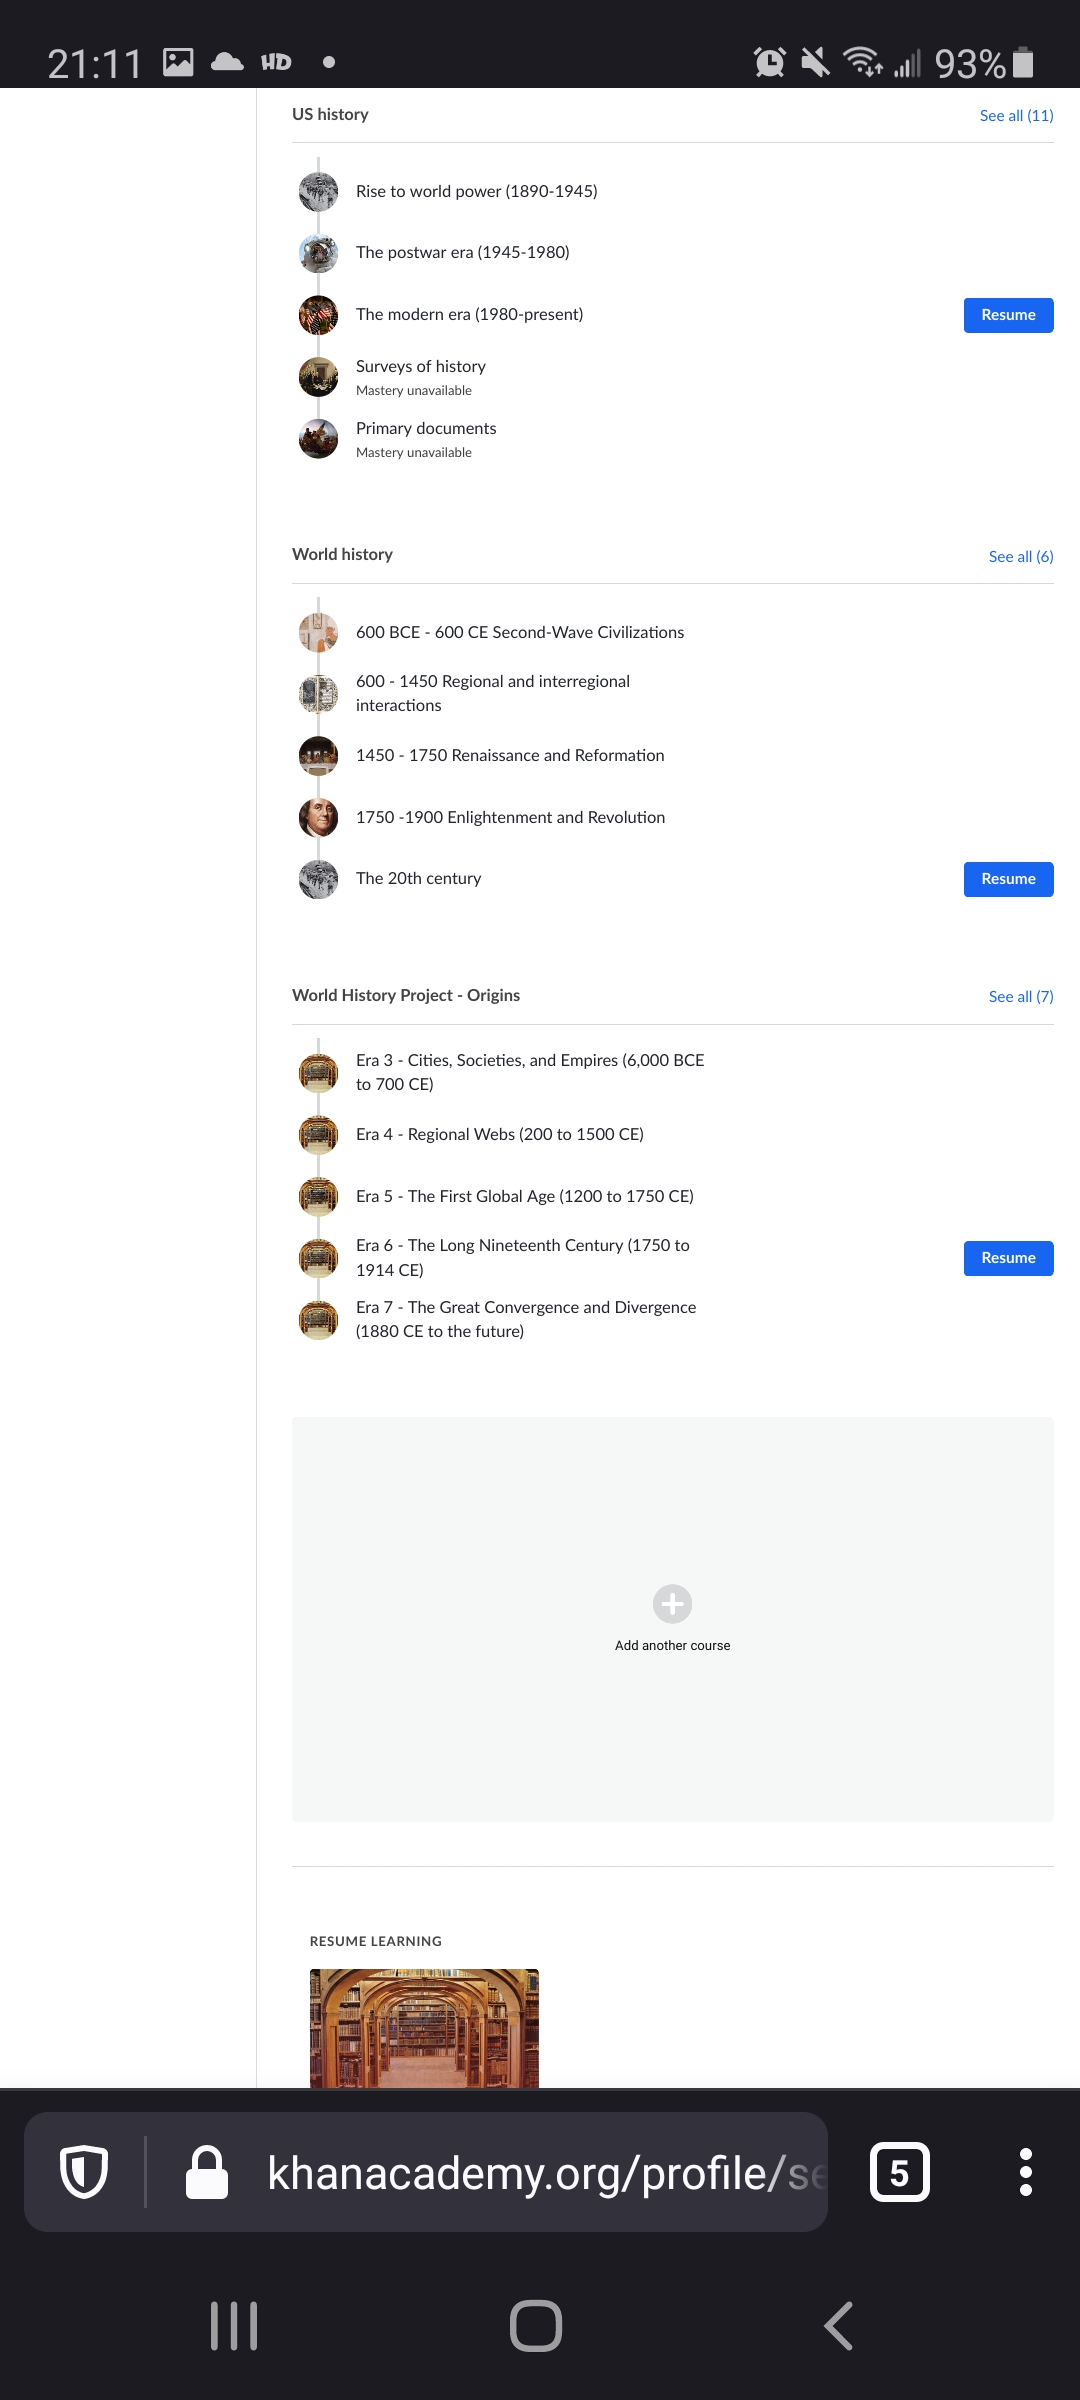 21:11 HD 93%
US history See all (11)
Rise to world power (1890-1945)
The postwar era (1945-1980)
The modern era (1980-present) Resume
Surveys of history
Mastery unavailable
Primary documents
Mastery unavailable
World history See all (6)
600 BCE - 600 CE Second-Wave Civilizations
600 - 1450 Regional and interregional
interactions
1450 - 1750 Renaissance and Reformation
1750 -1900 Enlightenment and Revolution
The 20th century Resume
World History Project - Origins See all (7)
Era 3 - Cities, Societies, and Empires (6,000 BCE
to 700 CE)
Era 4 - Regional Webs (200 to 1500 CE)
Era 5 - The First Global Age (1200 to 1750 CE)
Era 6 - The Long Nineteenth Century (1750 to
1914 CE) Resume
Era 7 - The Great Convergence and Divergence
(1880 CE to the future)
Add another course
RESUME LEARNING
khanacademy.org/profile/se 5